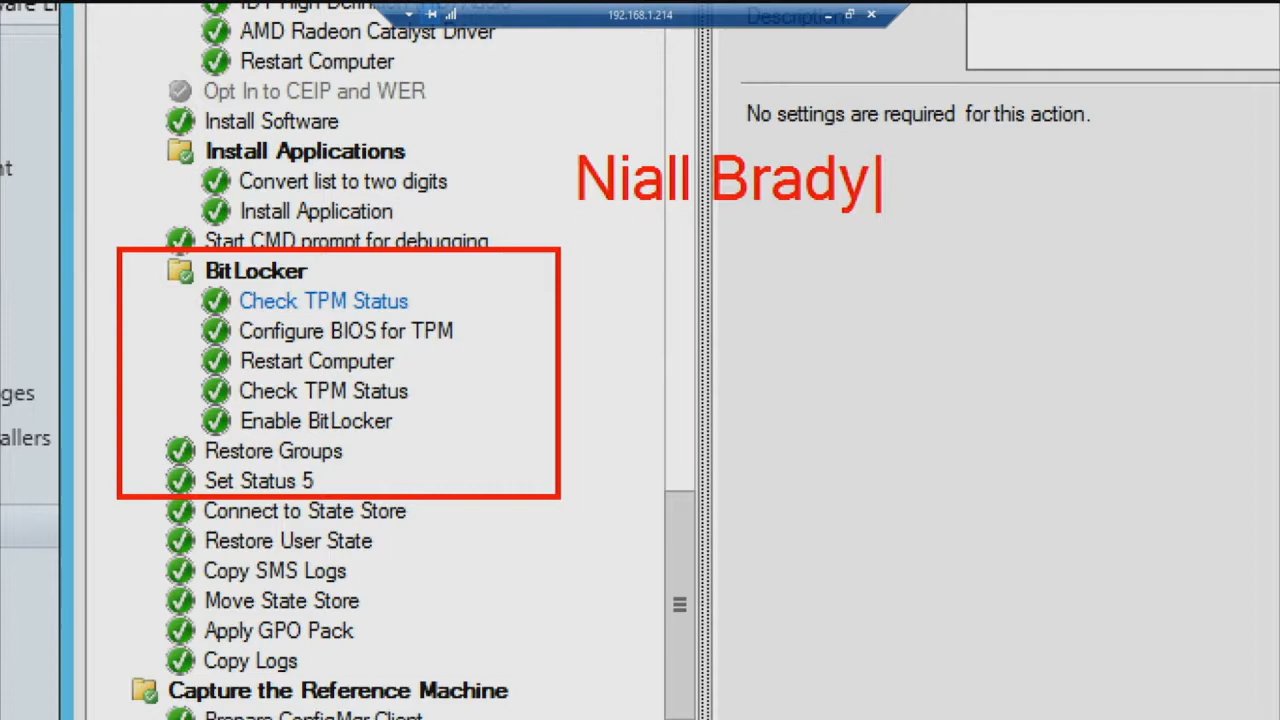 192.168.1.214
AMD Radeon Catalyst Driver
Restart Computer
Opt In to CEIP and WER
Install Software
Install Applications
Convert list to two digits
Install Application
Start CMD prompt for debugging
BitLocker
Check TPM Status
Configure BIOS for TPM
Restart Computer
Check TPM Status
Enable BitLocker
Restore Groups
Set Status 5
Connect to State Store
Restore User State
Copy SMS Logs
Move State Store
Apply GPO Pack
Copy Logs
Capture the Reference Machine
Prepare ConfigMgr Client
Description:
No settings are required for this action.
Niall Brady
ges
allers